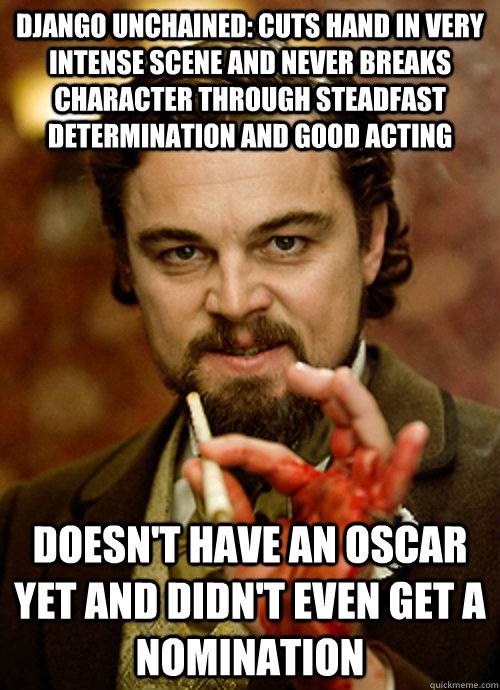 DJANGO UNCHAINED: CUTS HAND IN VERY
INTENSE SCENE AND NEVER BREAKS
CHARACTER THROUGH STEADFAST
DETERMINATION AND GOOD ACTING
DOESN'T HAVE AN OSCAR
YET AND DIDN'T EVEN GET A
NOMINATION
quickmeme.com